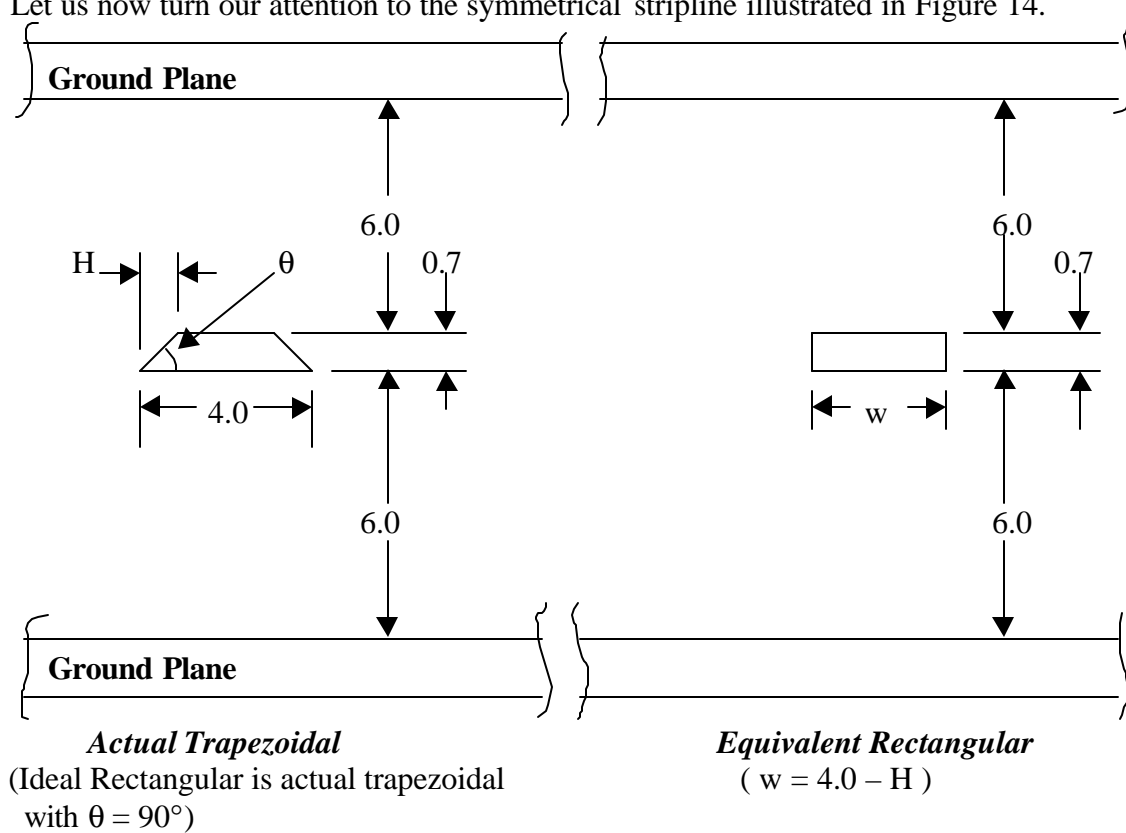 Let us now turn our attention to the symmetrical stripline illustrated in Figure 14.
Ground Plane
6.0
6.0
H
θ
0.7
0.7
4.0
w
6.0
6.0
Ground Plane
Actual Trapezoidal
(Ideal Rectangular is actual trapezoidal
with θ = 90°)
Equivalent Rectangular
( w = 4.0 – H )